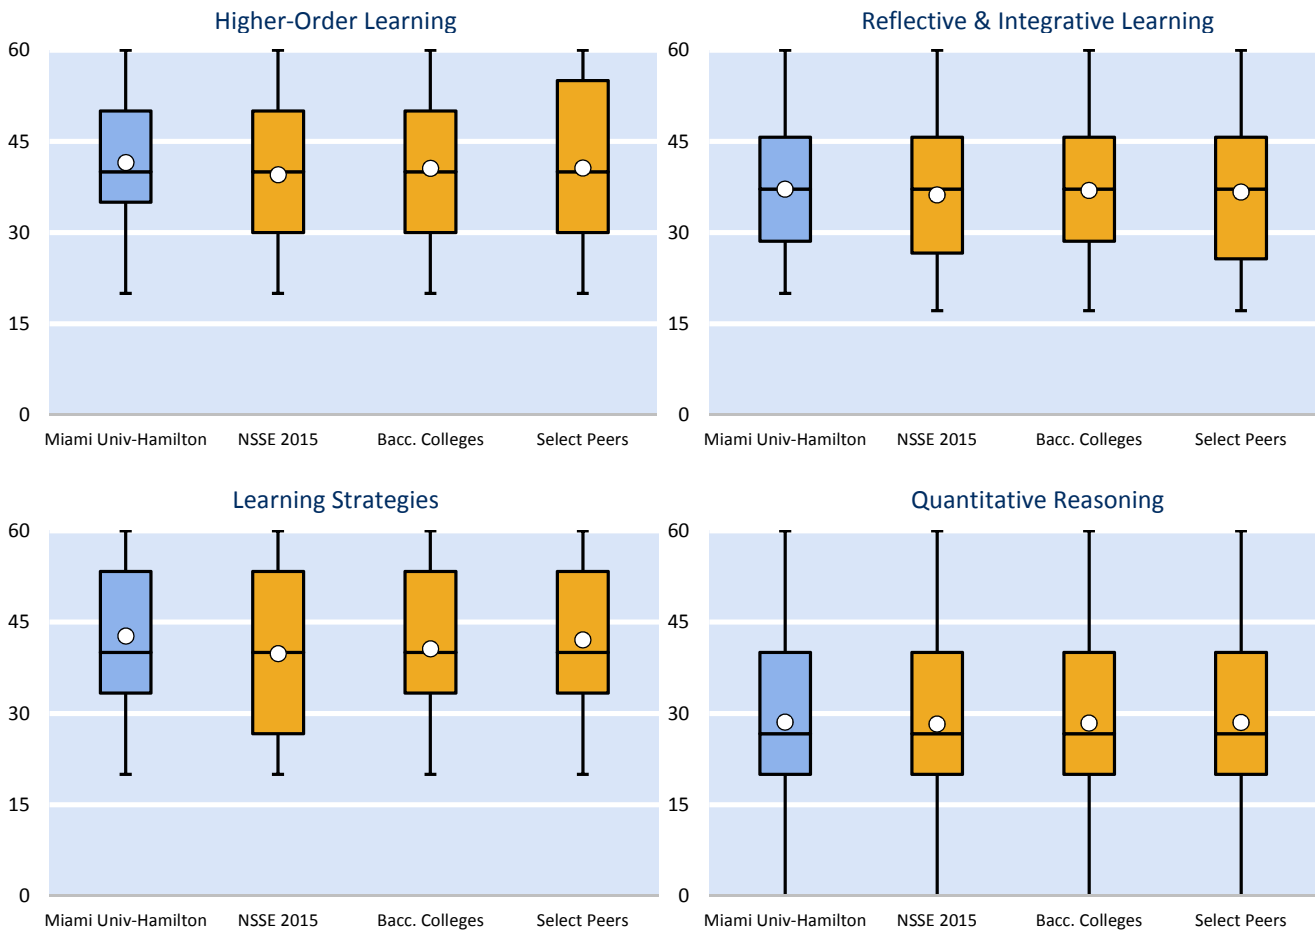 Higher-Order Learning
60
45
30
15
0
Miami Univ-Hamilton NSSE 2015 Bacc. Colleges Select Peers
Reflective & Integrative Learning
60
45
30
15
0
Miami Univ-Hamilton NSSE 2015 Bacc. Colleges Select Peers
Learning Strategies
60
45
30
15
0
Miami Univ-Hamilton NSSE 2015 Bacc. Colleges Select Peers
Quantitative Reasoning
60
45
30
15
0
Miami Univ-Hamilton NSSE 2015 Bacc. Colleges Select Peers